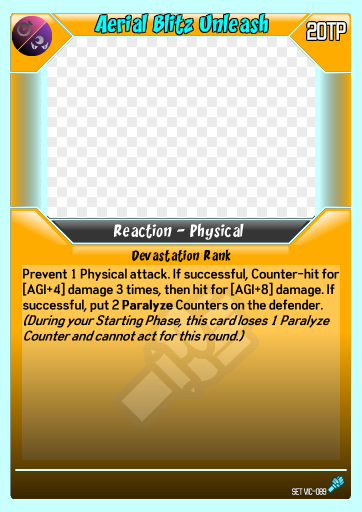 Aerial Blitz Unleash
20TP
Reaction - Physical
Devastation Rank
Prevent 1 Physical attack. If successful, Counter-hit for
[AGI+4] damage 3 times, then hit for [AGI+8] damage. If
successful, put 2 Paralyze Counters on the defender.
(During your Starting Phase, this card loses 1 Paralyze
Counter and cannot act for this round.)
SET VIC-089